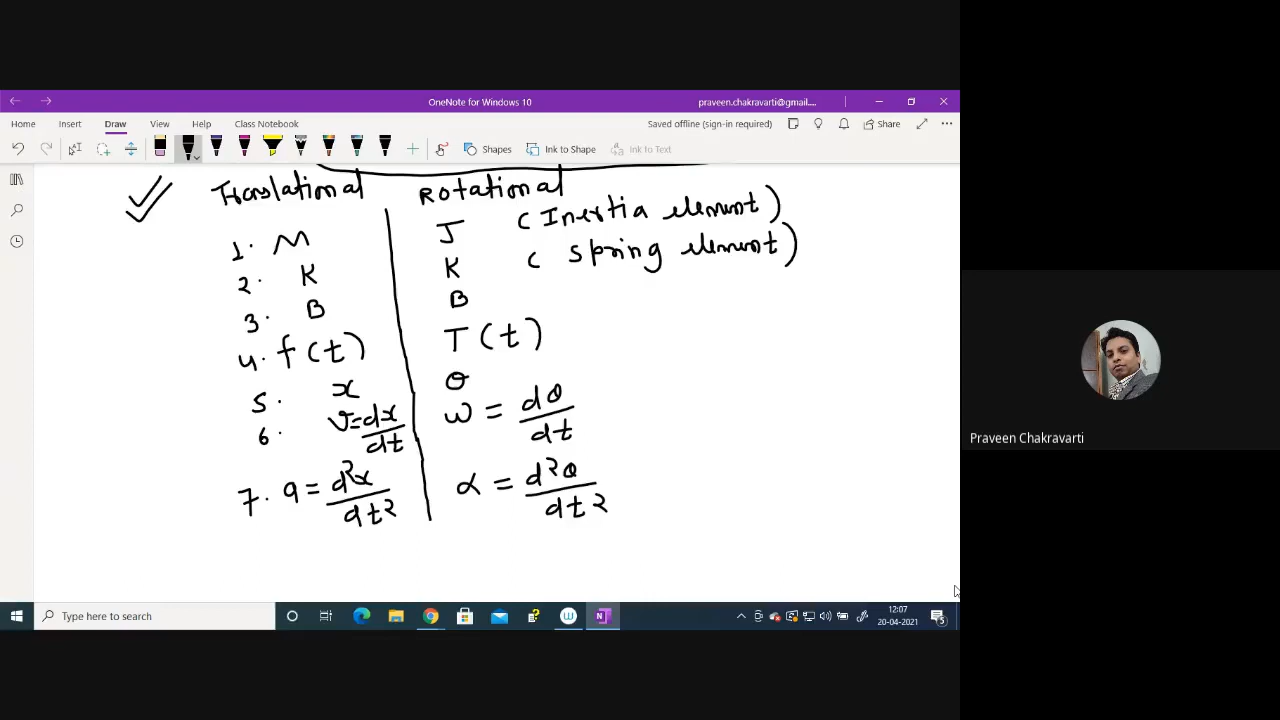 OneNote for Windows 10
praveen.chakravarti@gmail....
Home Insert Draw View Help Class Notebook
Saved offline (sign-in required)
Share
Shapes Ink to Shape Ink to Text
Translational Rotational
1. M J ( Inertia element)
2. K K ( spring element)
3. B B
4. f(t) T(t)
5. x θ
6. v=dx/dt ω = dθ/dt
7. a = d²x/dt² α = d²θ/dt²
Praveen Chakravarti
Type here to search
12:07
20-04-2021
5